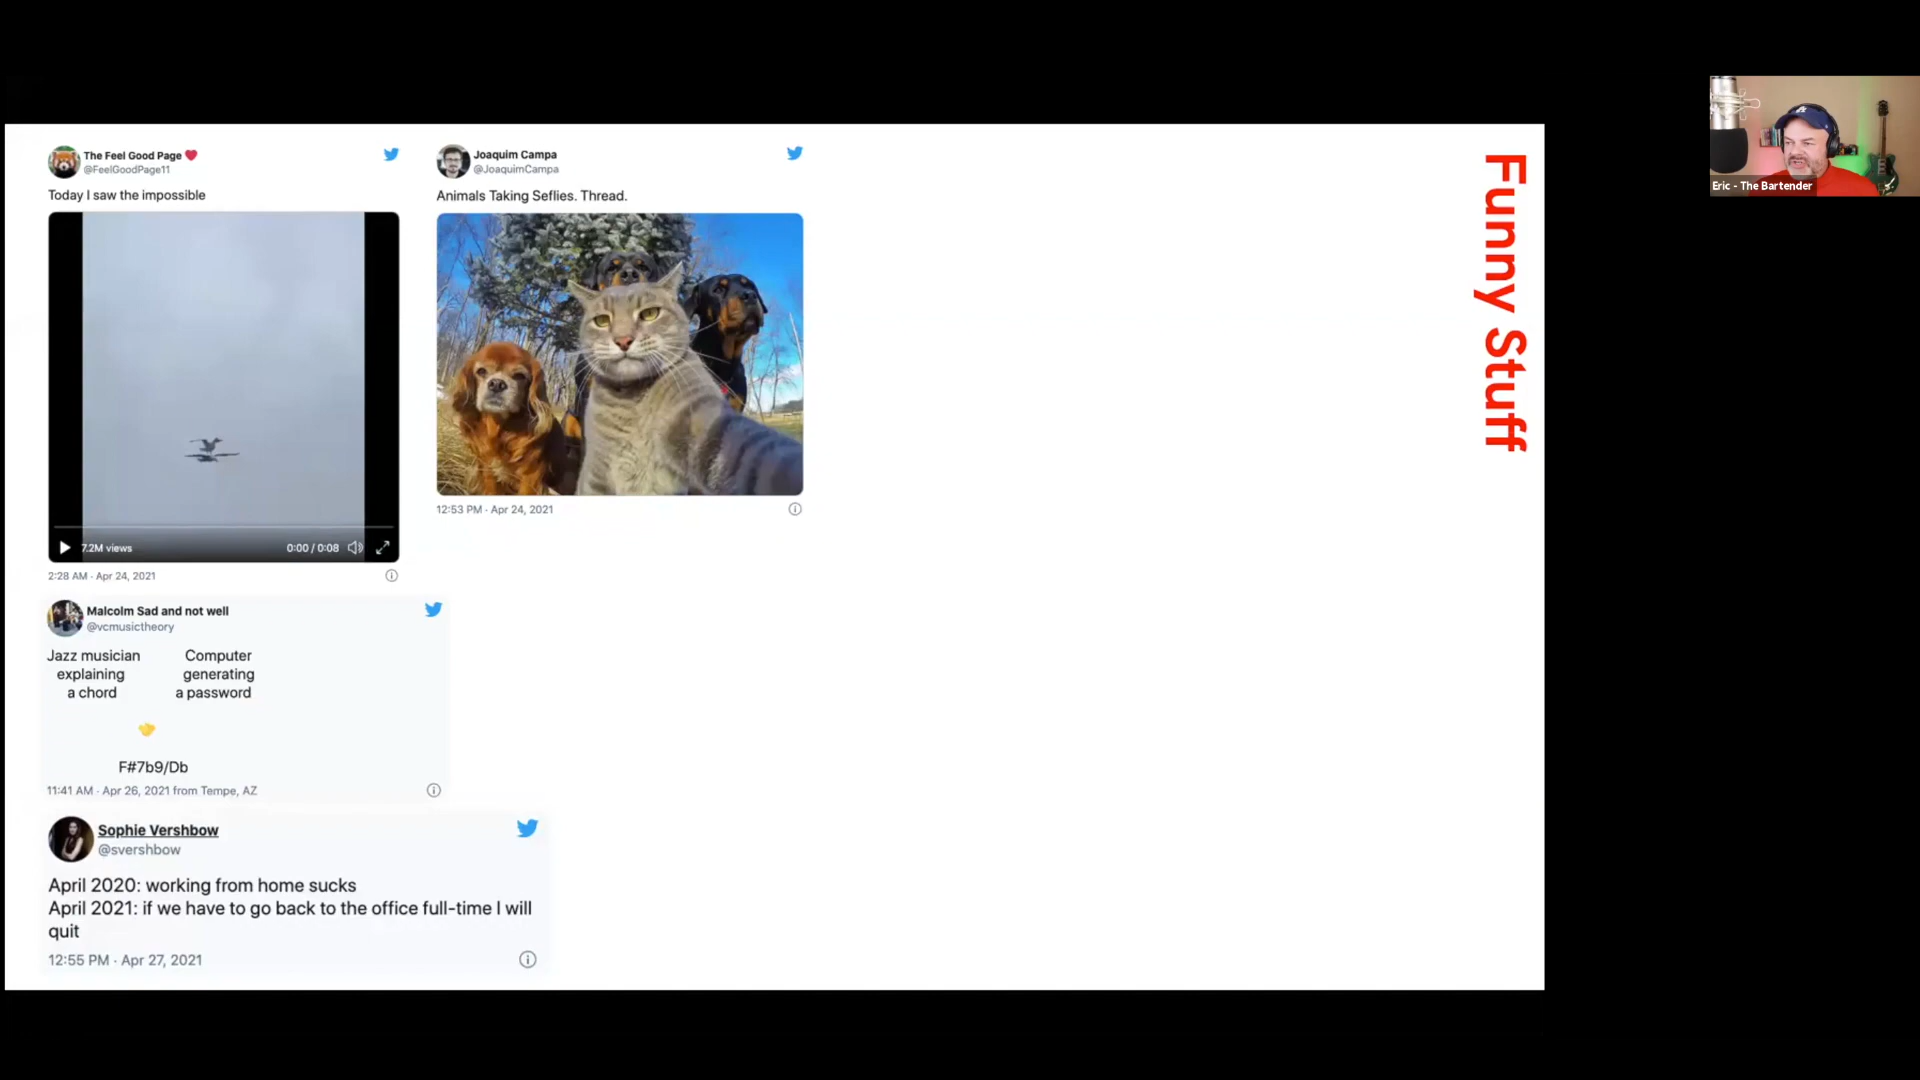 The Feel Good Page ❤️
@FeelGoodPage11
Today I saw the impossible
7.2M views
0:00 / 0:08
2:28 AM · Apr 24, 2021
Joaquim Campa
@JoaquimCampa
Animals Taking Seflies. Thread.
12:53 PM · Apr 24, 2021
Malcolm Sad and not well
@vcmusictheory
Jazz musician Computer
explaining generating
a chord a password
F#7b9/Db
11:41 AM · Apr 26, 2021 from Tempe, AZ
Sophie Vershbow
@svershbow
April 2020: working from home sucks
April 2021: if we have to go back to the office full-time I will
quit
12:55 PM · Apr 27, 2021
Funny Stuff
Eric - The Bartender